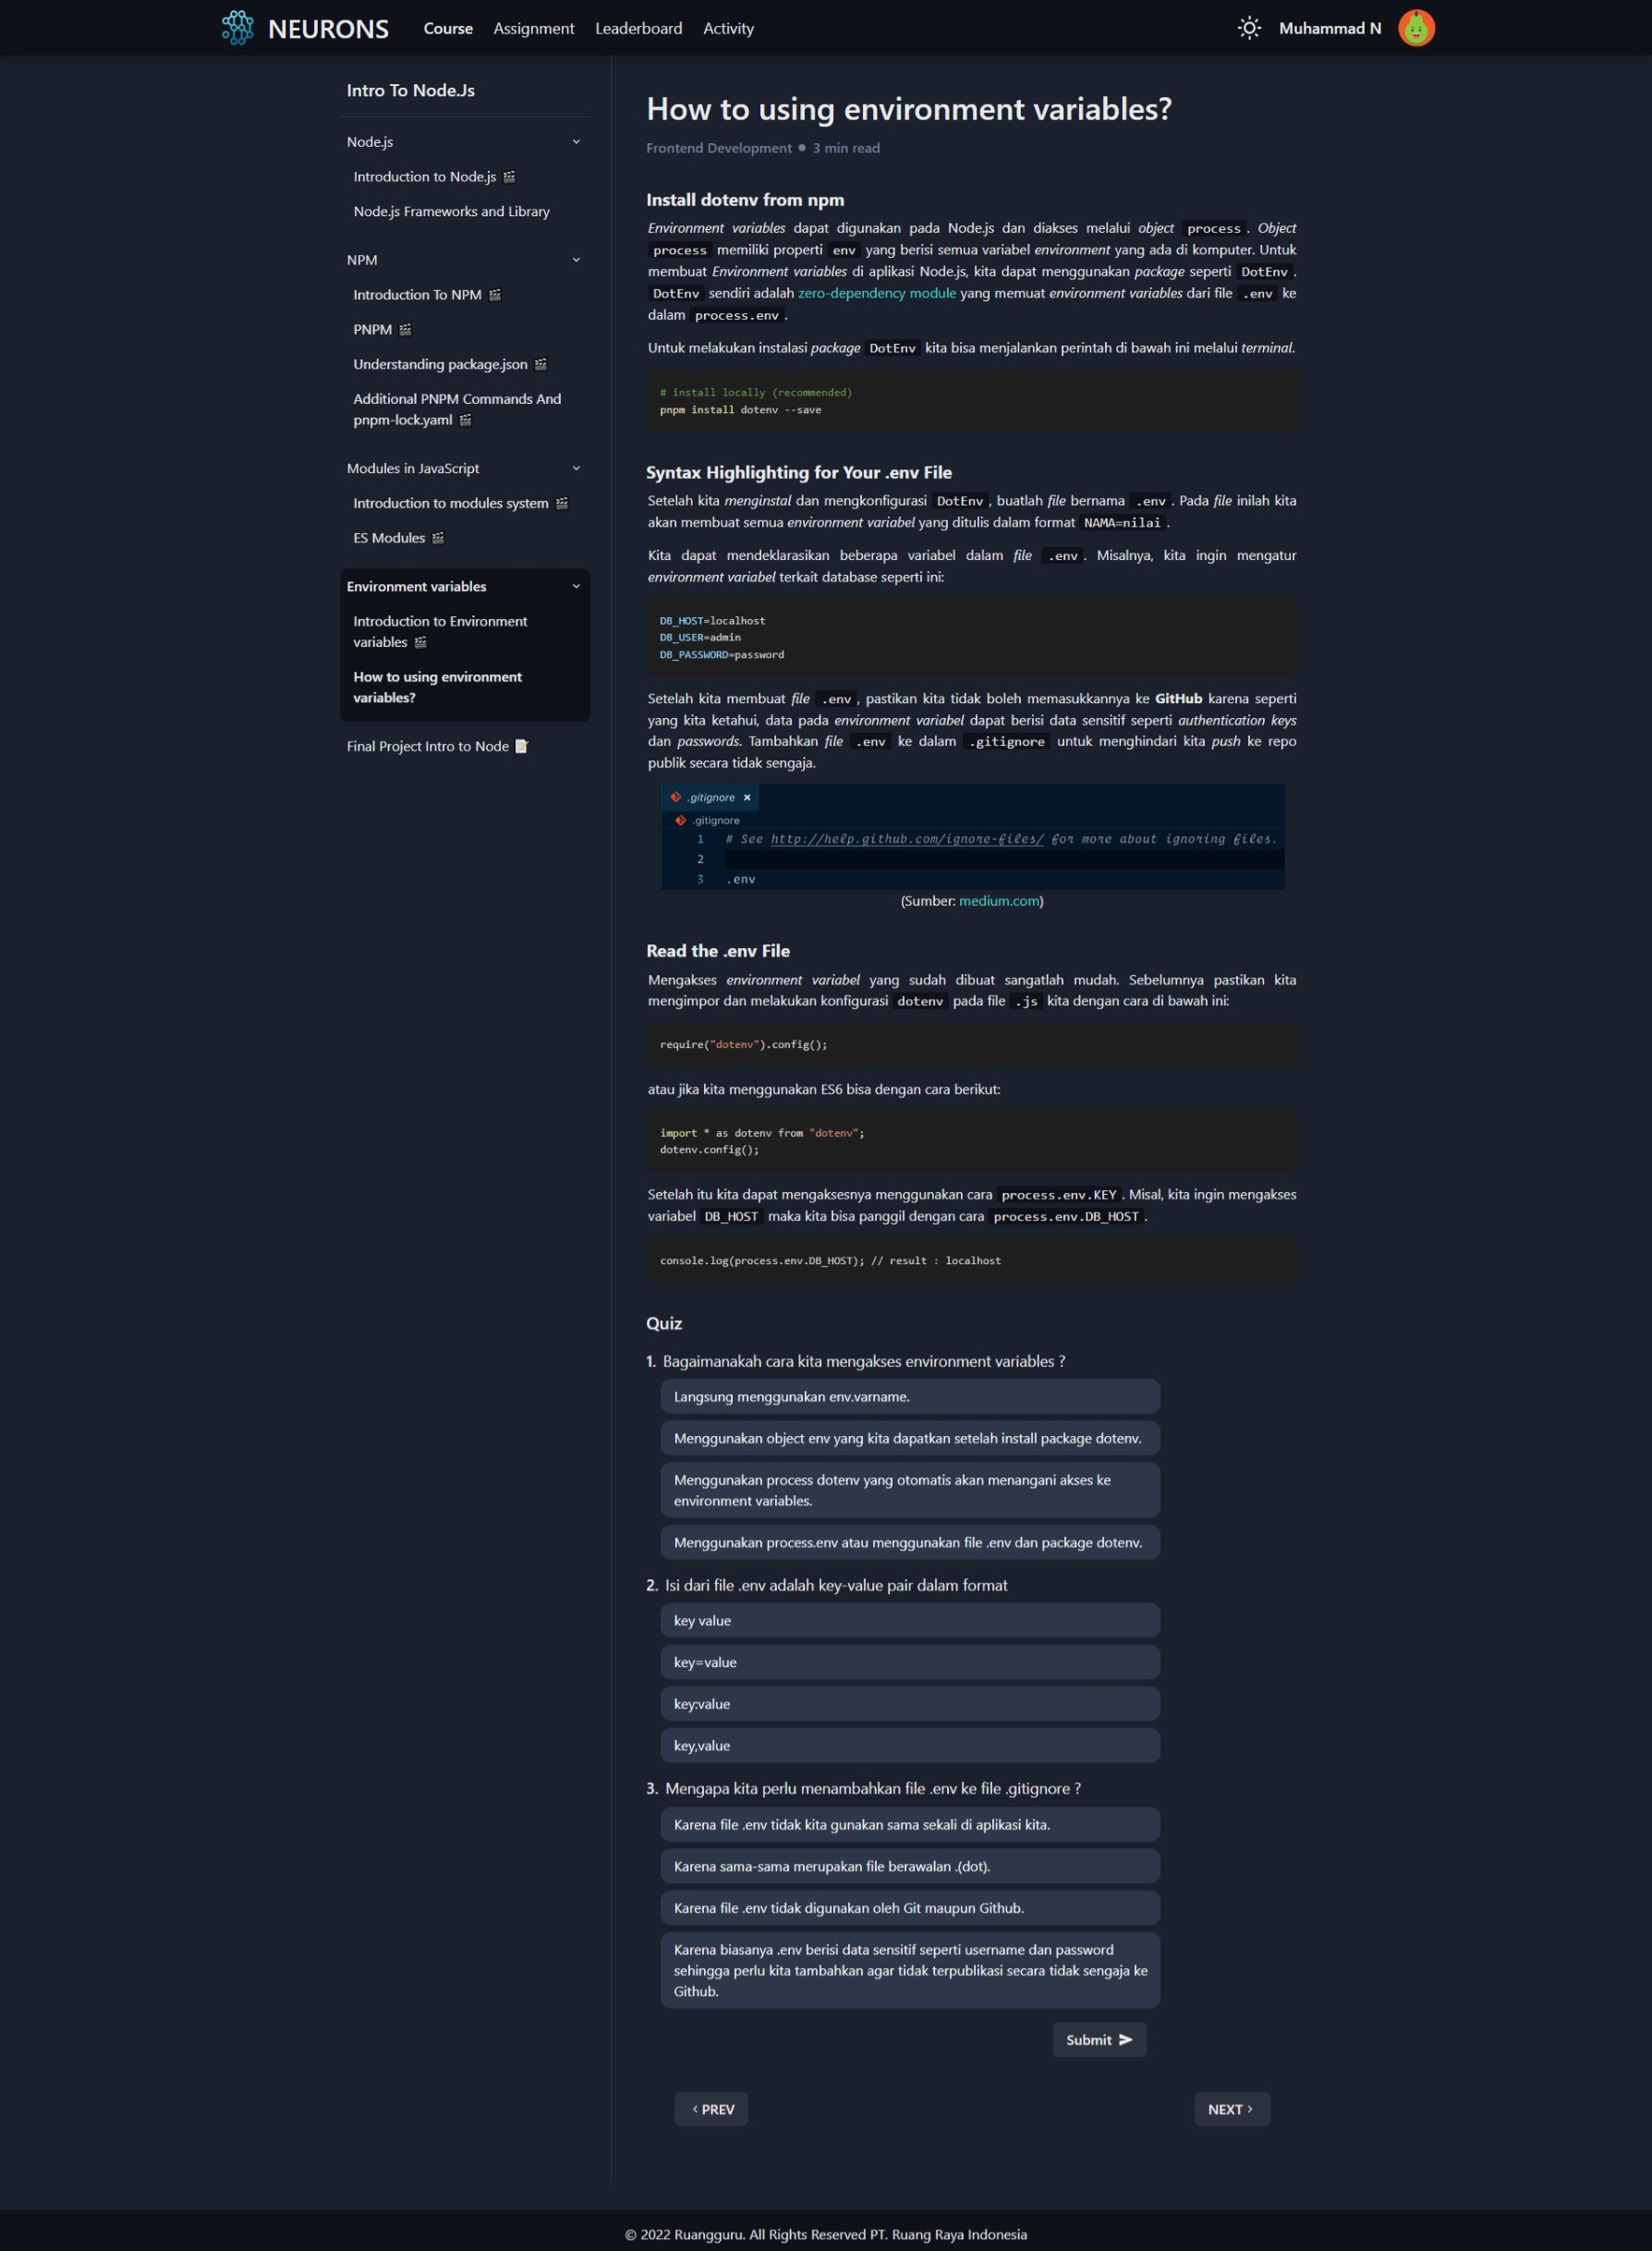 NEURONS Course Assignment Leaderboard Activity Muhammad N
Intro To Node.Js
Node.js
Introduction to Node.js
Node.js Frameworks and Library
NPM
Introduction To NPM
PNPM
Understanding package.json
Additional PNPM Commands And
pnpm-lock.yaml
Modules in JavaScript
Introduction to modules system
ES Modules
Environment variables
Introduction to Environment
variables
How to using environment
variables?
Final Project Intro to Node
How to using environment variables?
Frontend Development • 3 min read
Install dotenv from npm
Environment variables dapat digunakan pada Node.js dan diakses melalui object process . Object
process memiliki properti env yang berisi semua variabel environment yang ada di komputer. Untuk
membuat Environment variables di aplikasi Node.js, kita dapat menggunakan package seperti DotEnv .
DotEnv sendiri adalah zero-dependency module yang memuat environment variables dari file .env ke
dalam process.env .
Untuk melakukan instalasi package DotEnv kita bisa menjalankan perintah di bawah ini melalui terminal.
# install locally (recommended)
pnpm install dotenv --save
Syntax Highlighting for Your .env File
Setelah kita menginstal dan mengkonfigurasi DotEnv , buatlah file bernama .env . Pada file inilah kita
akan membuat semua environment variabel yang ditulis dalam format NAMA=nilai .
Kita dapat mendeklarasikan beberapa variabel dalam file .env . Misalnya, kita ingin mengatur
environment variabel terkait database seperti ini:
DB_HOST=localhost
DB_USER=admin
DB_PASSWORD=password
Setelah kita membuat file .env , pastikan kita tidak boleh memasukkannya ke GitHub karena seperti
yang kita ketahui, data pada environment variabel dapat berisi data sensitif seperti authentication keys
dan passwords. Tambahkan file .env ke dalam .gitignore untuk menghindari kita push ke repo
publik secara tidak sengaja.
.gitignore ×
.gitignore
1 # See http://help.github.com/ignore-files/ for more about ignoring files.
2
3 .env
(Sumber: medium.com)
Read the .env File
Mengakses environment variabel yang sudah dibuat sangatlah mudah. Sebelumnya pastikan kita
mengimpor dan melakukan konfigurasi dotenv pada file .js kita dengan cara di bawah ini:
require("dotenv").config();
atau jika kita menggunakan ES6 bisa dengan cara berikut:
import * as dotenv from "dotenv";
dotenv.config();
Setelah itu kita dapat mengaksesnya menggunakan cara process.env.KEY . Misal, kita ingin mengakses
variabel DB_HOST maka kita bisa panggil dengan cara process.env.DB_HOST .
console.log(process.env.DB_HOST); // result : localhost
Quiz
1. Bagaimanakah cara kita mengakses environment variables ?
Langsung menggunakan env.varname.
Menggunakan object env yang kita dapatkan setelah install package dotenv.
Menggunakan process dotenv yang otomatis akan menangani akses ke
environment variables.
Menggunakan process.env atau menggunakan file .env dan package dotenv.
2. Isi dari file .env adalah key-value pair dalam format
key value
key=value
key:value
key,value
3. Mengapa kita perlu menambahkan file .env ke file .gitignore ?
Karena file .env tidak kita gunakan sama sekali di aplikasi kita.
Karena sama-sama merupakan file berawalan .(dot).
Karena file .env tidak digunakan oleh Git maupun Github.
Karena biasanya .env berisi data sensitif seperti username dan password
sehingga perlu kita tambahkan agar tidak terpublikasi secara tidak sengaja ke
Github.
Submit
‹ PREV NEXT ›
© 2022 Ruangguru. All Rights Reserved PT. Ruang Raya Indonesia